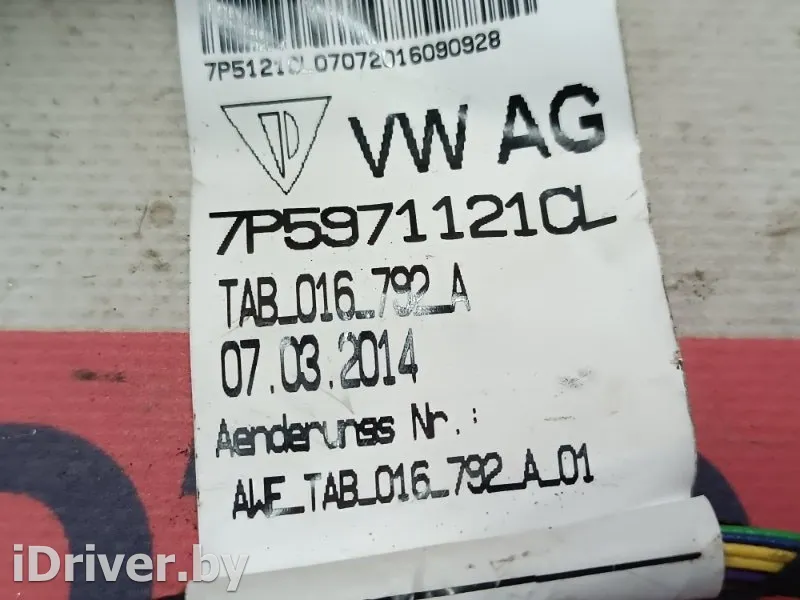 7P5121CL07072016090928
VW AG
7P5971121CL
TAB_016_792_A
07.03.2014
Aenderungs Nr.:
AWE_TAB_016_792_A_01
iDriver.by